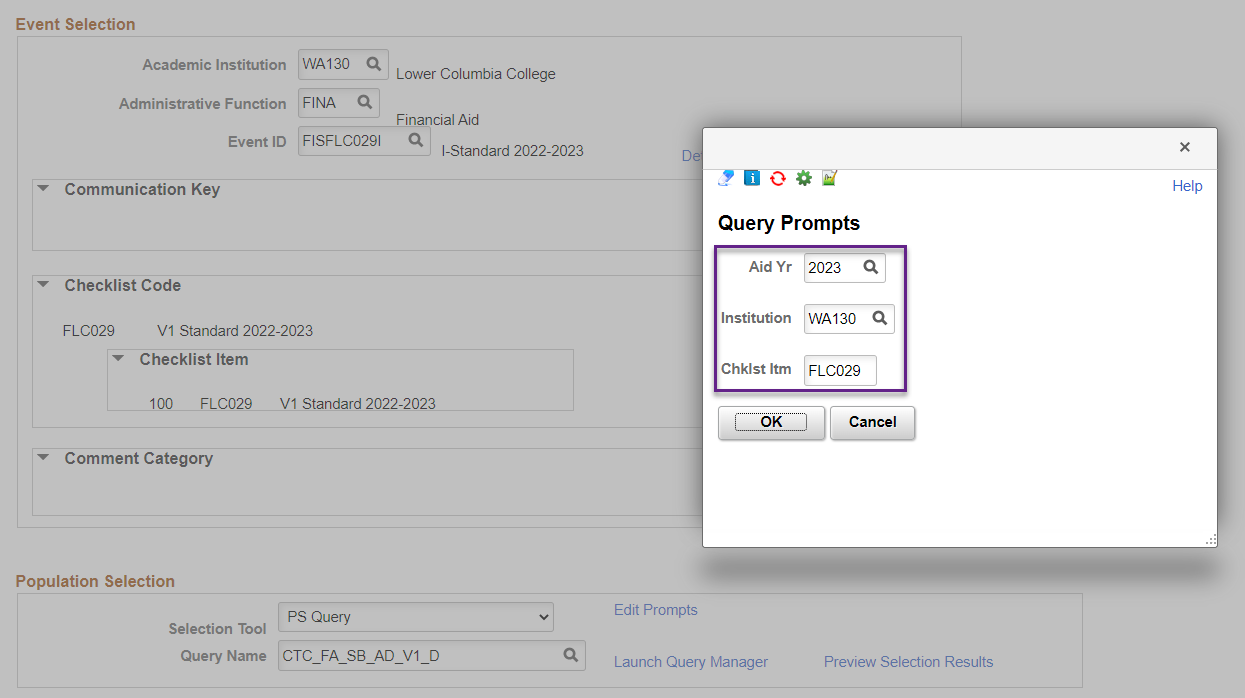 Event Selection
Academic Institution WA130 Lower Columbia College
Administrative Function FINA Financial Aid
Event ID FISFLC029I I-Standard 2022-2023
De
Communication Key
Checklist Code
FLC029 V1 Standard 2022-2023
Checklist Item
100 FLC029 V1 Standard 2022-2023
Comment Category
Population Selection
Selection Tool PS Query Edit Prompts
Query Name CTC_FA_SB_AD_V1_D Launch Query Manager Preview Selection Results
×
Help
Query Prompts
Aid Yr 2023
Institution WA130
Chklst Itm FLC029
OK Cancel